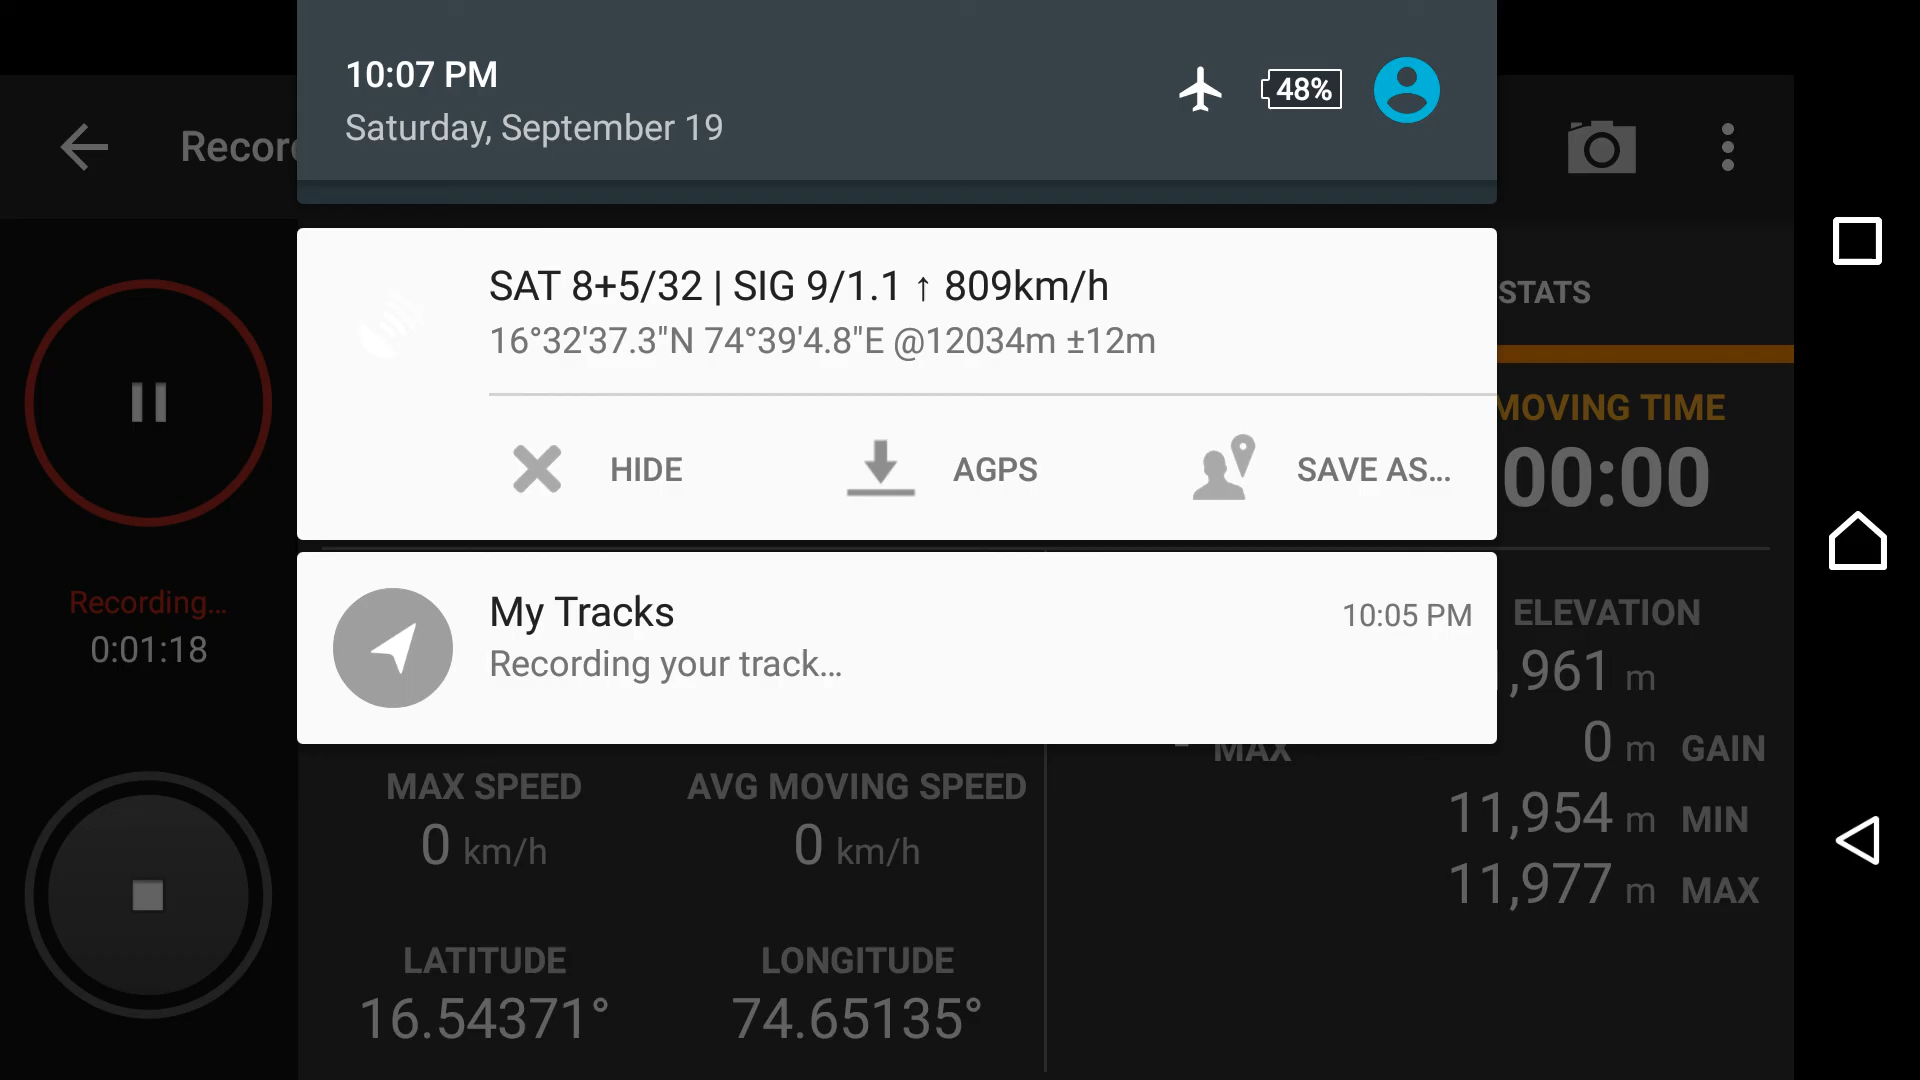 10:07 PM
48%
Saturday, September 19
Recor
SAT 8+5/32 | SIG 9/1.1 ↑ 809km/h
16°32'37.3"N 74°39'4.8"E @12034m ±12m
STATS
HIDE
AGPS
SAVE AS...
MOVING TIME
00:00
My Tracks
10:05 PM
Recording your track...
Recording...
0:01:18
ELEVATION
,961 m
0 m GAIN
MAX
11,954 m MIN
11,977 m MAX
MAX SPEED
0 km/h
AVG MOVING SPEED
0 km/h
LATITUDE
16.54371°
LONGITUDE
74.65135°